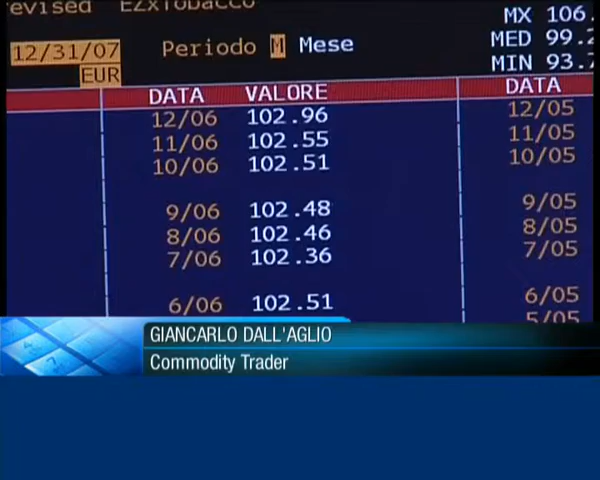 evised EZxTobacco
MX 106.
12/31/07 Periodo M Mese MED 99.2
EUR MIN 93.7
DATA VALORE DATA
12/06 102.96 12/05
11/06 102.55 11/05
10/06 102.51 10/05
9/06 102.48 9/05
8/06 102.46 8/05
7/06 102.36 7/05
6/06 102.51 6/05
5/05
GIANCARLO DALL'AGLIO
Commodity Trader